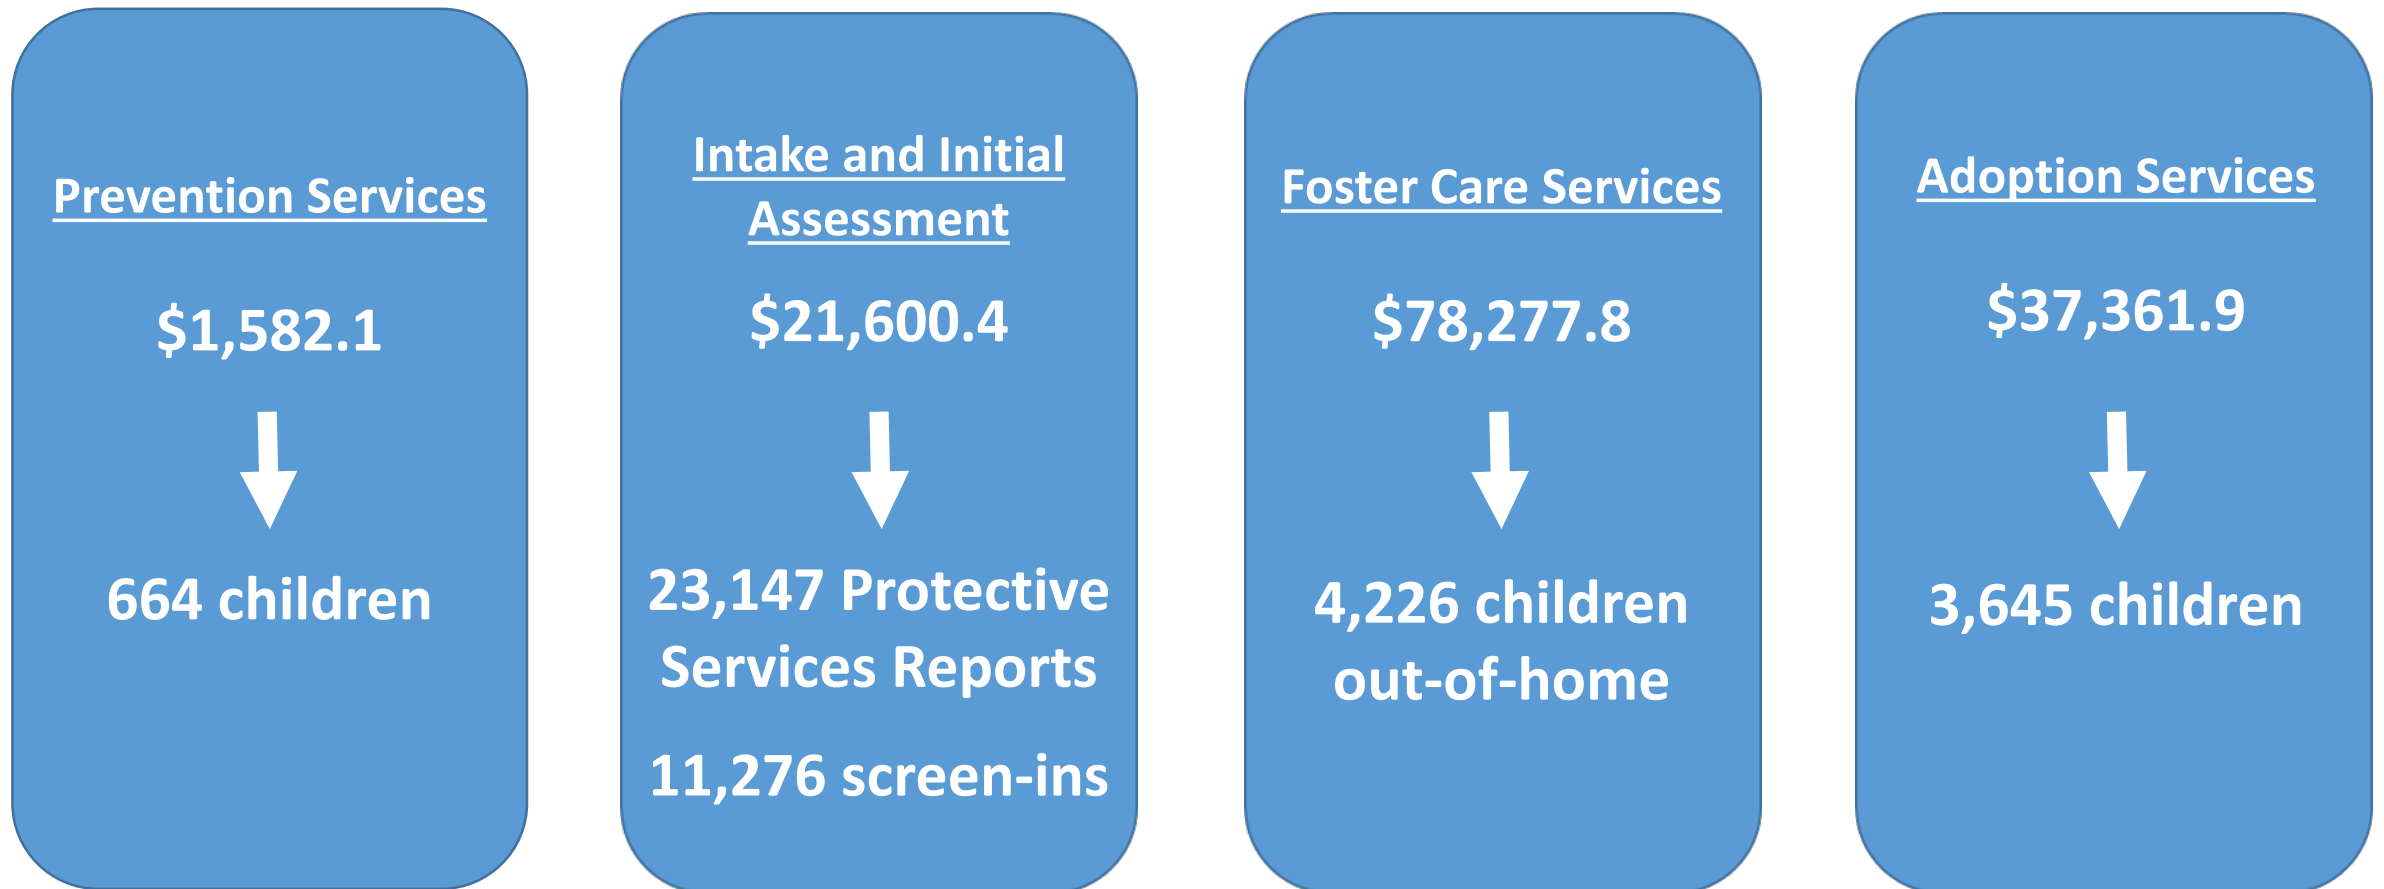 Prevention Services
$1,582.1
664 children
Intake and Initial
Assessment
$21,600.4
23,147 Protective
Services Reports
11,276 screen-ins
Foster Care Services
$78,277.8
4,226 children
out-of-home
Adoption Services
$37,361.9
3,645 children